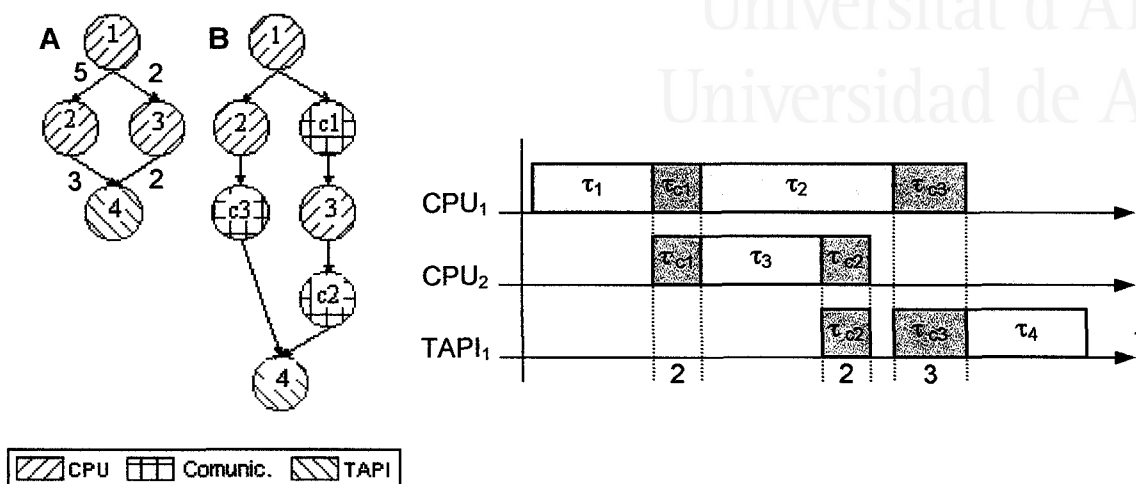 Universitat d'A
Universidad de A
A
B
1
5
2
2
3
3
2
4
1
2
c1
c3
3
c2
4
CPU
Comunic.
TAPI
CPU₁
τ₁
τc1
τ₂
τc3
CPU₂
τc1
τ₃
τc2
TAPI₁
τc2
τc3
τ₄
2
2
3